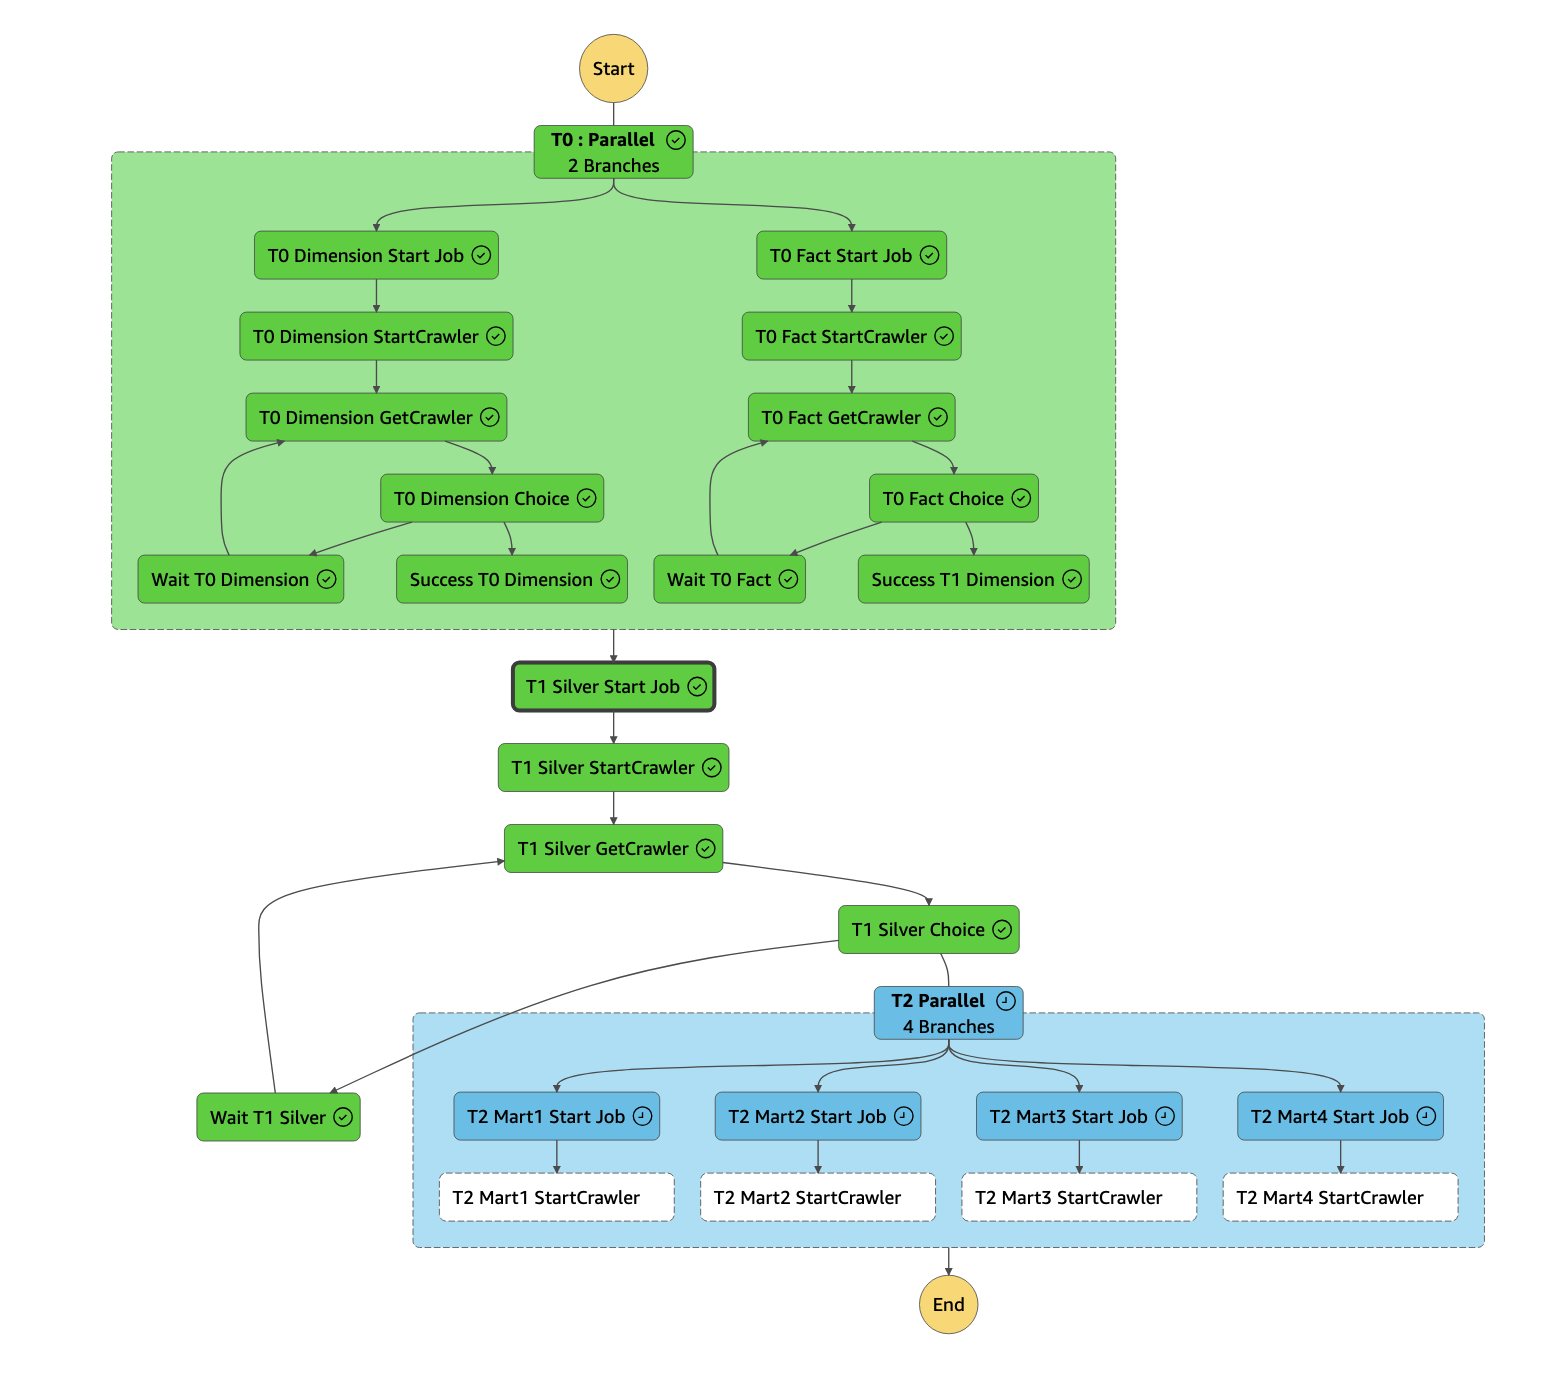 Start
T0 : Parallel
2 Branches
T0 Dimension Start Job
T0 Fact Start Job
T0 Dimension StartCrawler
T0 Fact StartCrawler
T0 Dimension GetCrawler
T0 Fact GetCrawler
T0 Dimension Choice
T0 Fact Choice
Wait T0 Dimension
Success T0 Dimension
Wait T0 Fact
Success T1 Dimension
T1 Silver Start Job
T1 Silver StartCrawler
T1 Silver GetCrawler
T1 Silver Choice
T2 Parallel
4 Branches
Wait T1 Silver
T2 Mart1 Start Job
T2 Mart2 Start Job
T2 Mart3 Start Job
T2 Mart4 Start Job
T2 Mart1 StartCrawler
T2 Mart2 StartCrawler
T2 Mart3 StartCrawler
T2 Mart4 StartCrawler
End